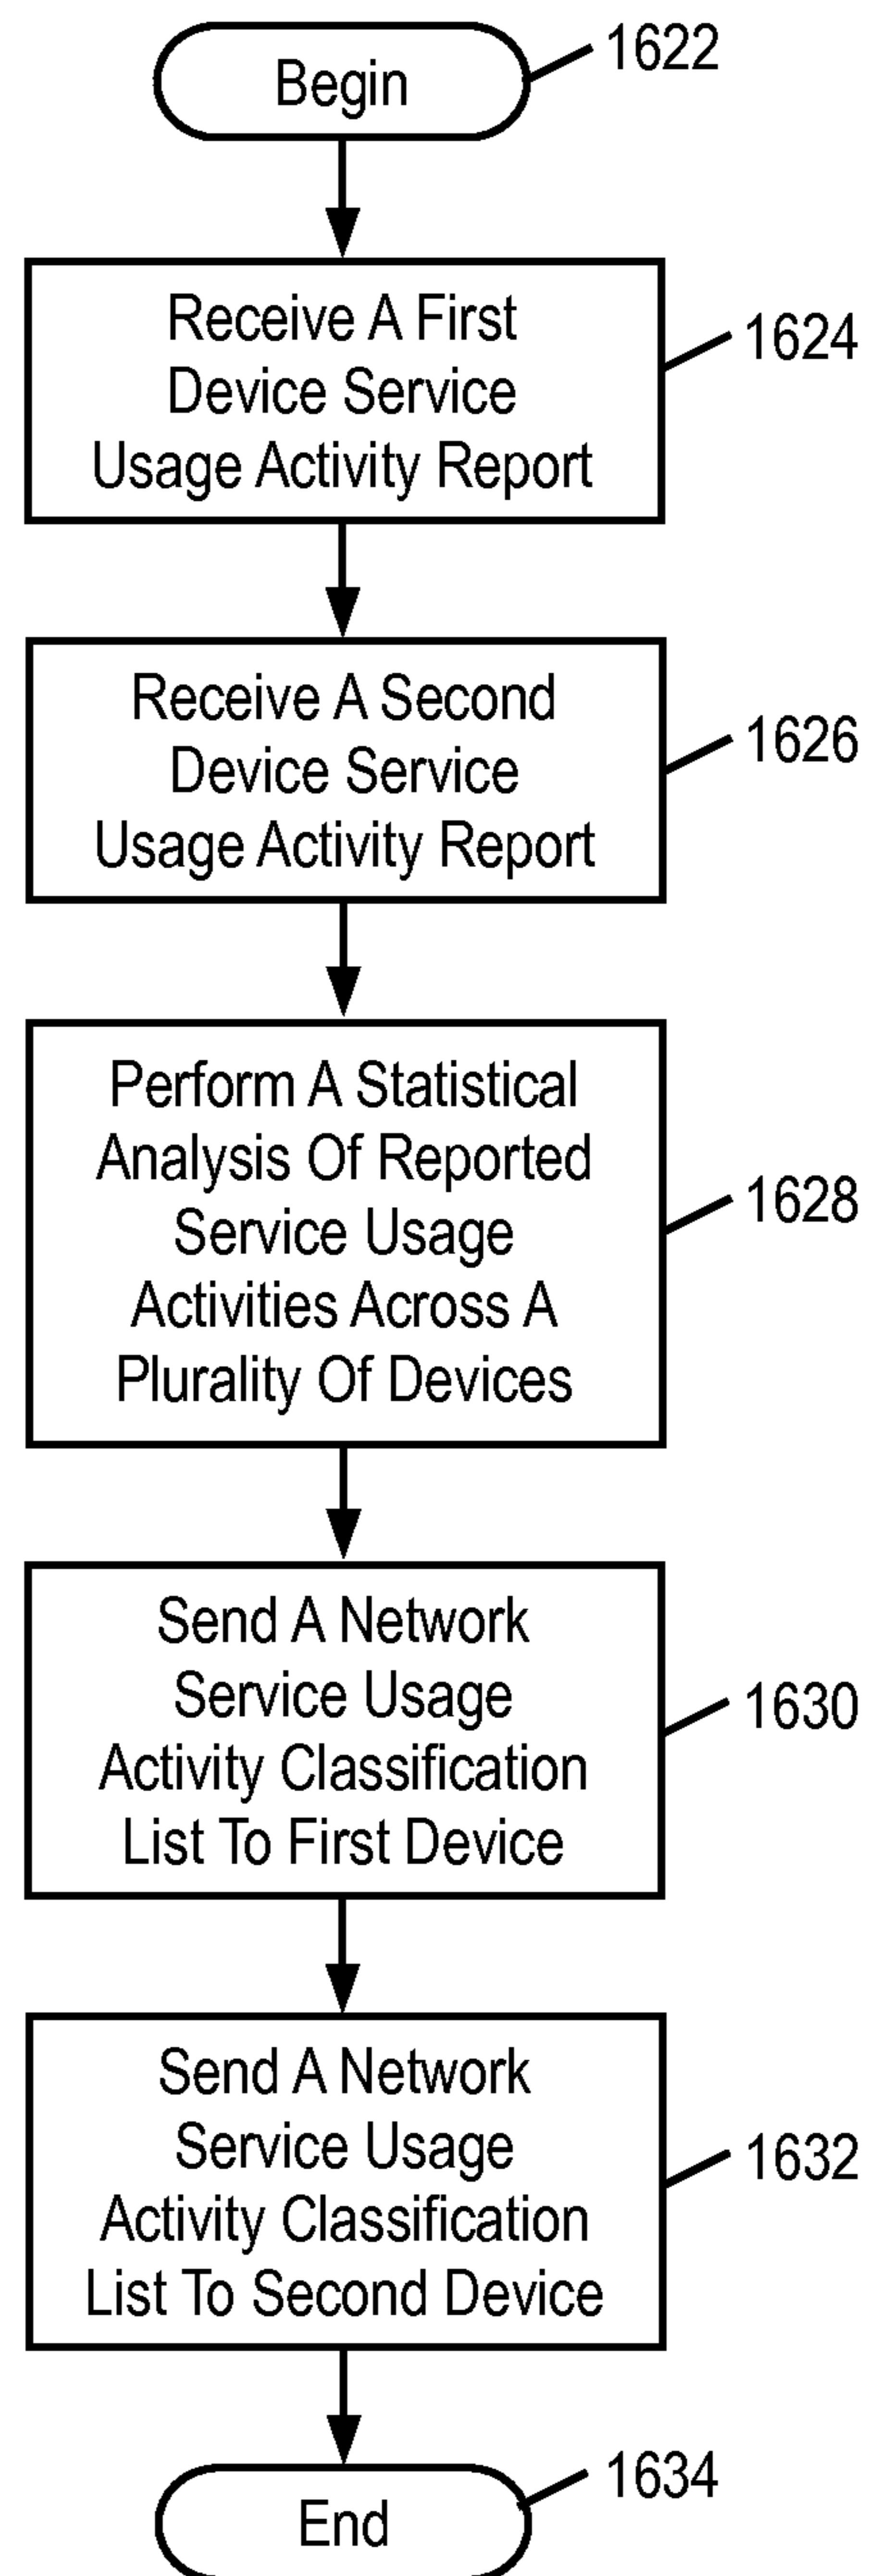 Begin
1622
Receive A First
Device Service
Usage Activity Report
1624
Receive A Second
Device Service
Usage Activity Report
1626
Perform A Statistical
Analysis Of Reported
Service Usage
Activities Across A
Plurality Of Devices
1628
Send A Network
Service Usage
Activity Classification
List To First Device
1630
Send A Network
Service Usage
Activity Classification
List To Second Device
1632
End
1634